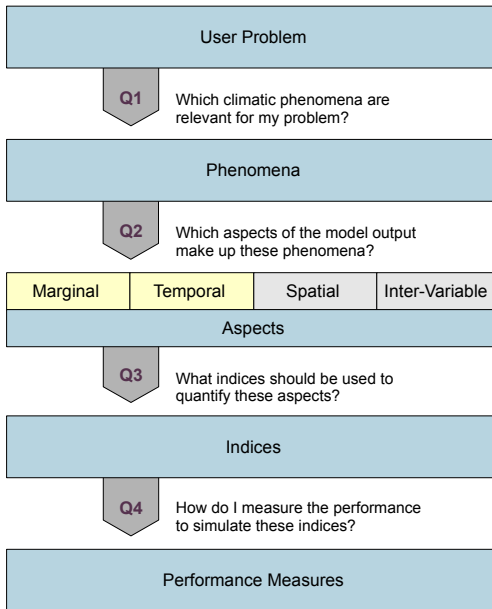 User Problem
Q1
Which climatic phenomena are
relevant for my problem?
Phenomena
Q2
Which aspects of the model output
make up these phenomena?
Marginal
Temporal
Spatial
Inter-Variable
Aspects
Q3
What indices should be used to
quantify these aspects?
Indices
Q4
How do I measure the performance
to simulate these indices?
Performance Measures